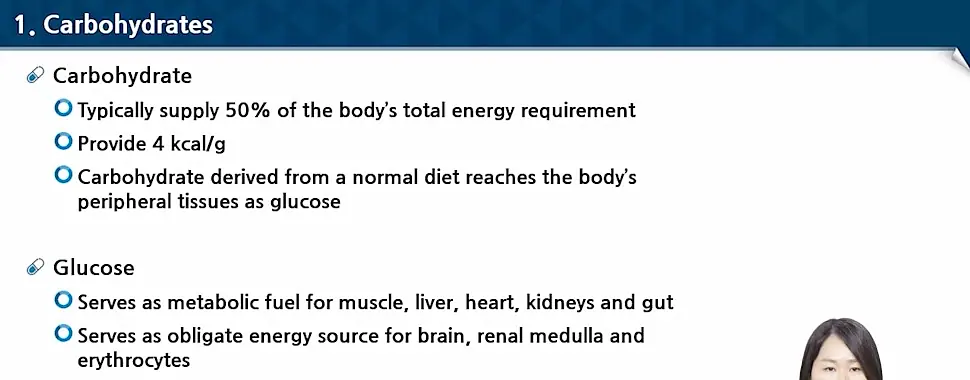 1. Carbohydrates
Carbohydrate
Typically supply 50% of the body's total energy requirement
Provide 4 kcal/g
Carbohydrate derived from a normal diet reaches the body's
peripheral tissues as glucose
Glucose
Serves as metabolic fuel for muscle, liver, heart, kidneys and gut
Serves as obligate energy source for brain, renal medulla and
erythrocytes